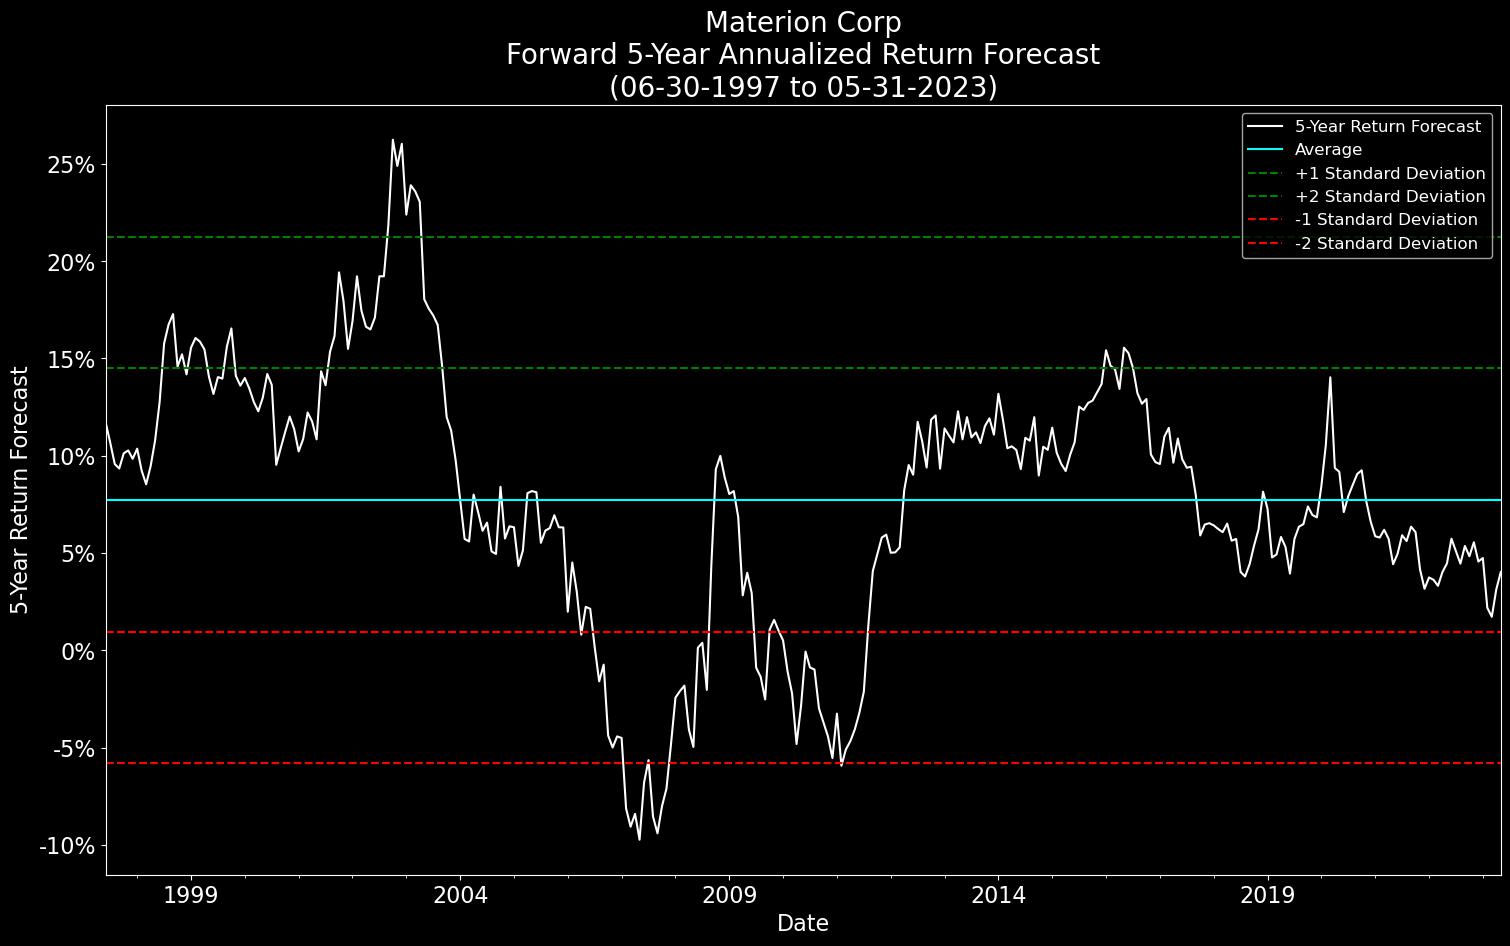 Materion Corp
Forward 5-Year Annualized Return Forecast
(06-30-1997 to 05-31-2023)
5-Year Return Forecast
Average
+1 Standard Deviation
+2 Standard Deviation
-1 Standard Deviation
-2 Standard Deviation
25%
20%
15%
10%
5%
0%
-5%
-10%
5-Year Return Forecast
1999
2004
2009
2014
2019
Date